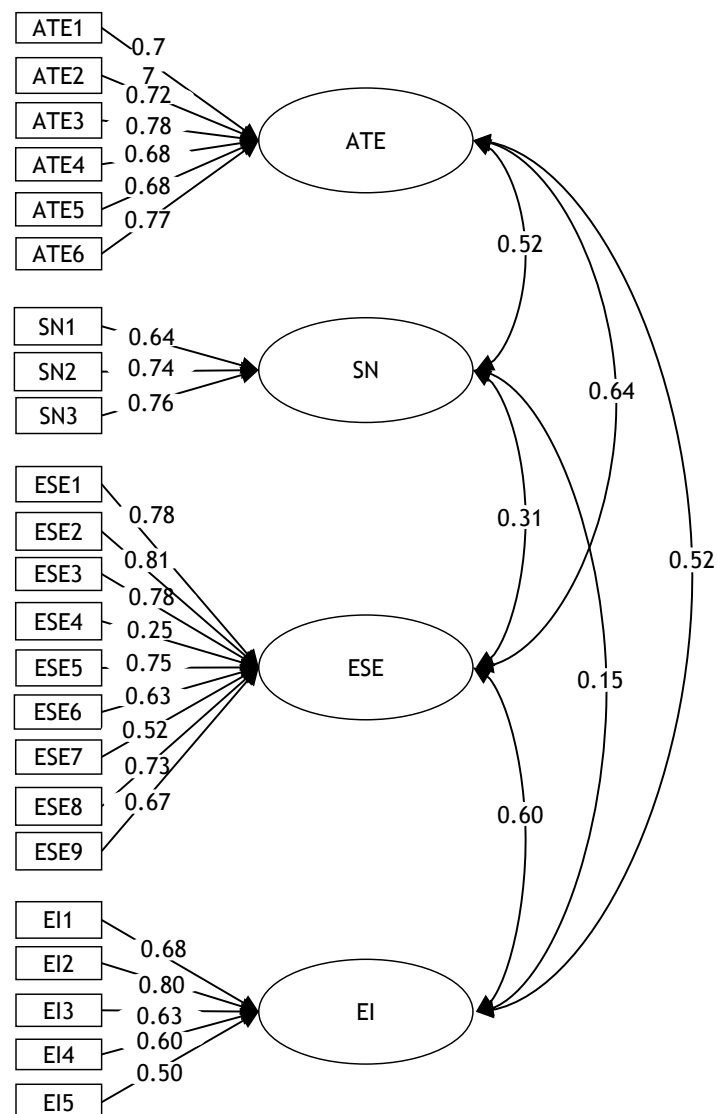 ATE1
0.7
7
ATE2
0.72
ATE3
0.78
ATE4
0.68
ATE5
0.68
ATE6
0.77
ATE
0.52
SN1
0.64
SN2
0.74
SN3
0.76
SN
0.64
ESE1
0.78
ESE2
0.81
ESE3
0.78
ESE4
0.25
ESE5
0.75
ESE6
0.63
ESE7
0.52
ESE8
0.73
ESE9
0.67
ESE
0.31
0.52
0.15
0.60
EI1
0.68
EI2
0.80
EI3
0.63
EI4
0.60
EI5
0.50
EI